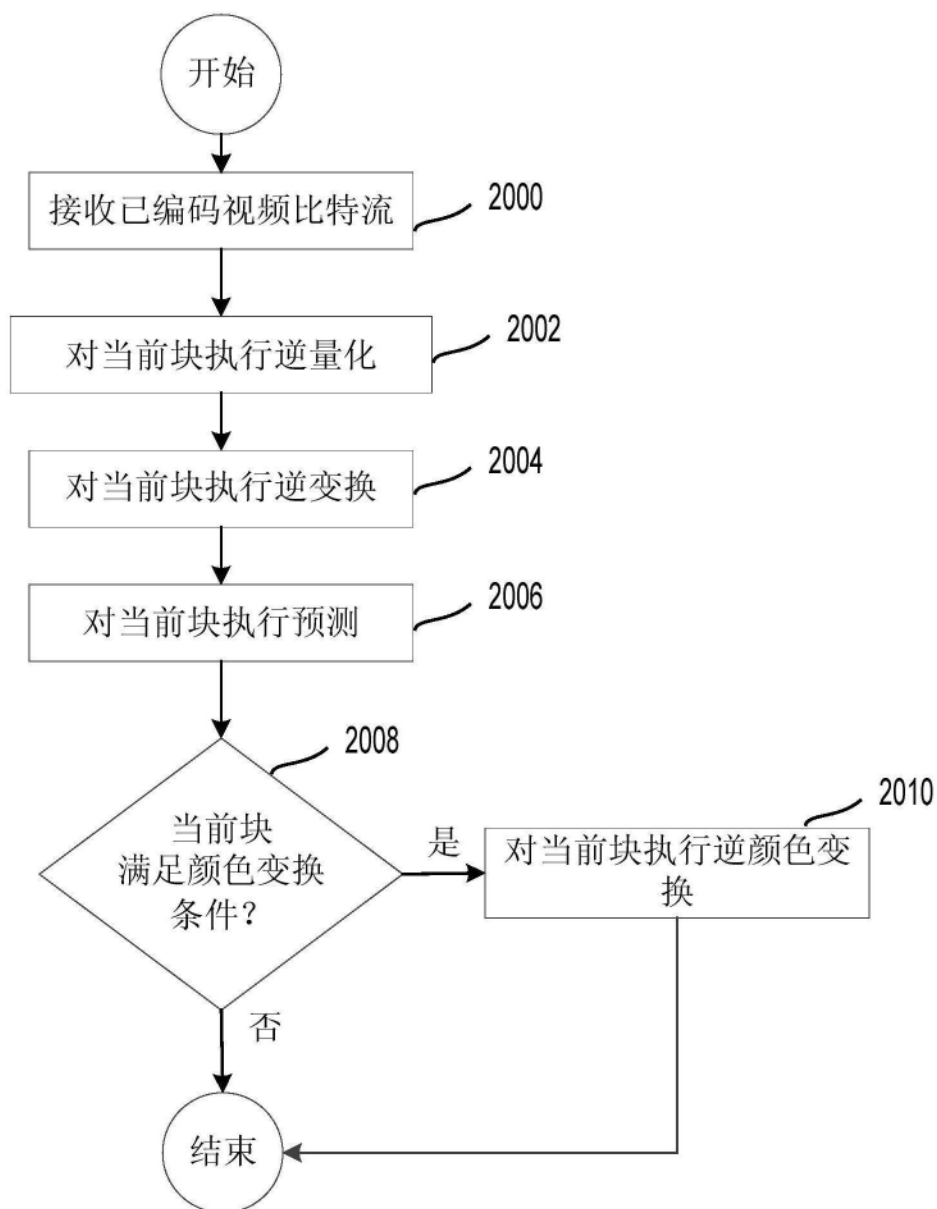 开始
接收已编码视频比特流
2000
对当前块执行逆量化
2002
对当前块执行逆变换
2004
对当前块执行预测
2006
2008
当前块
满足颜色变换
条件？
是
2010
对当前块执行逆颜色变
换
否
结束